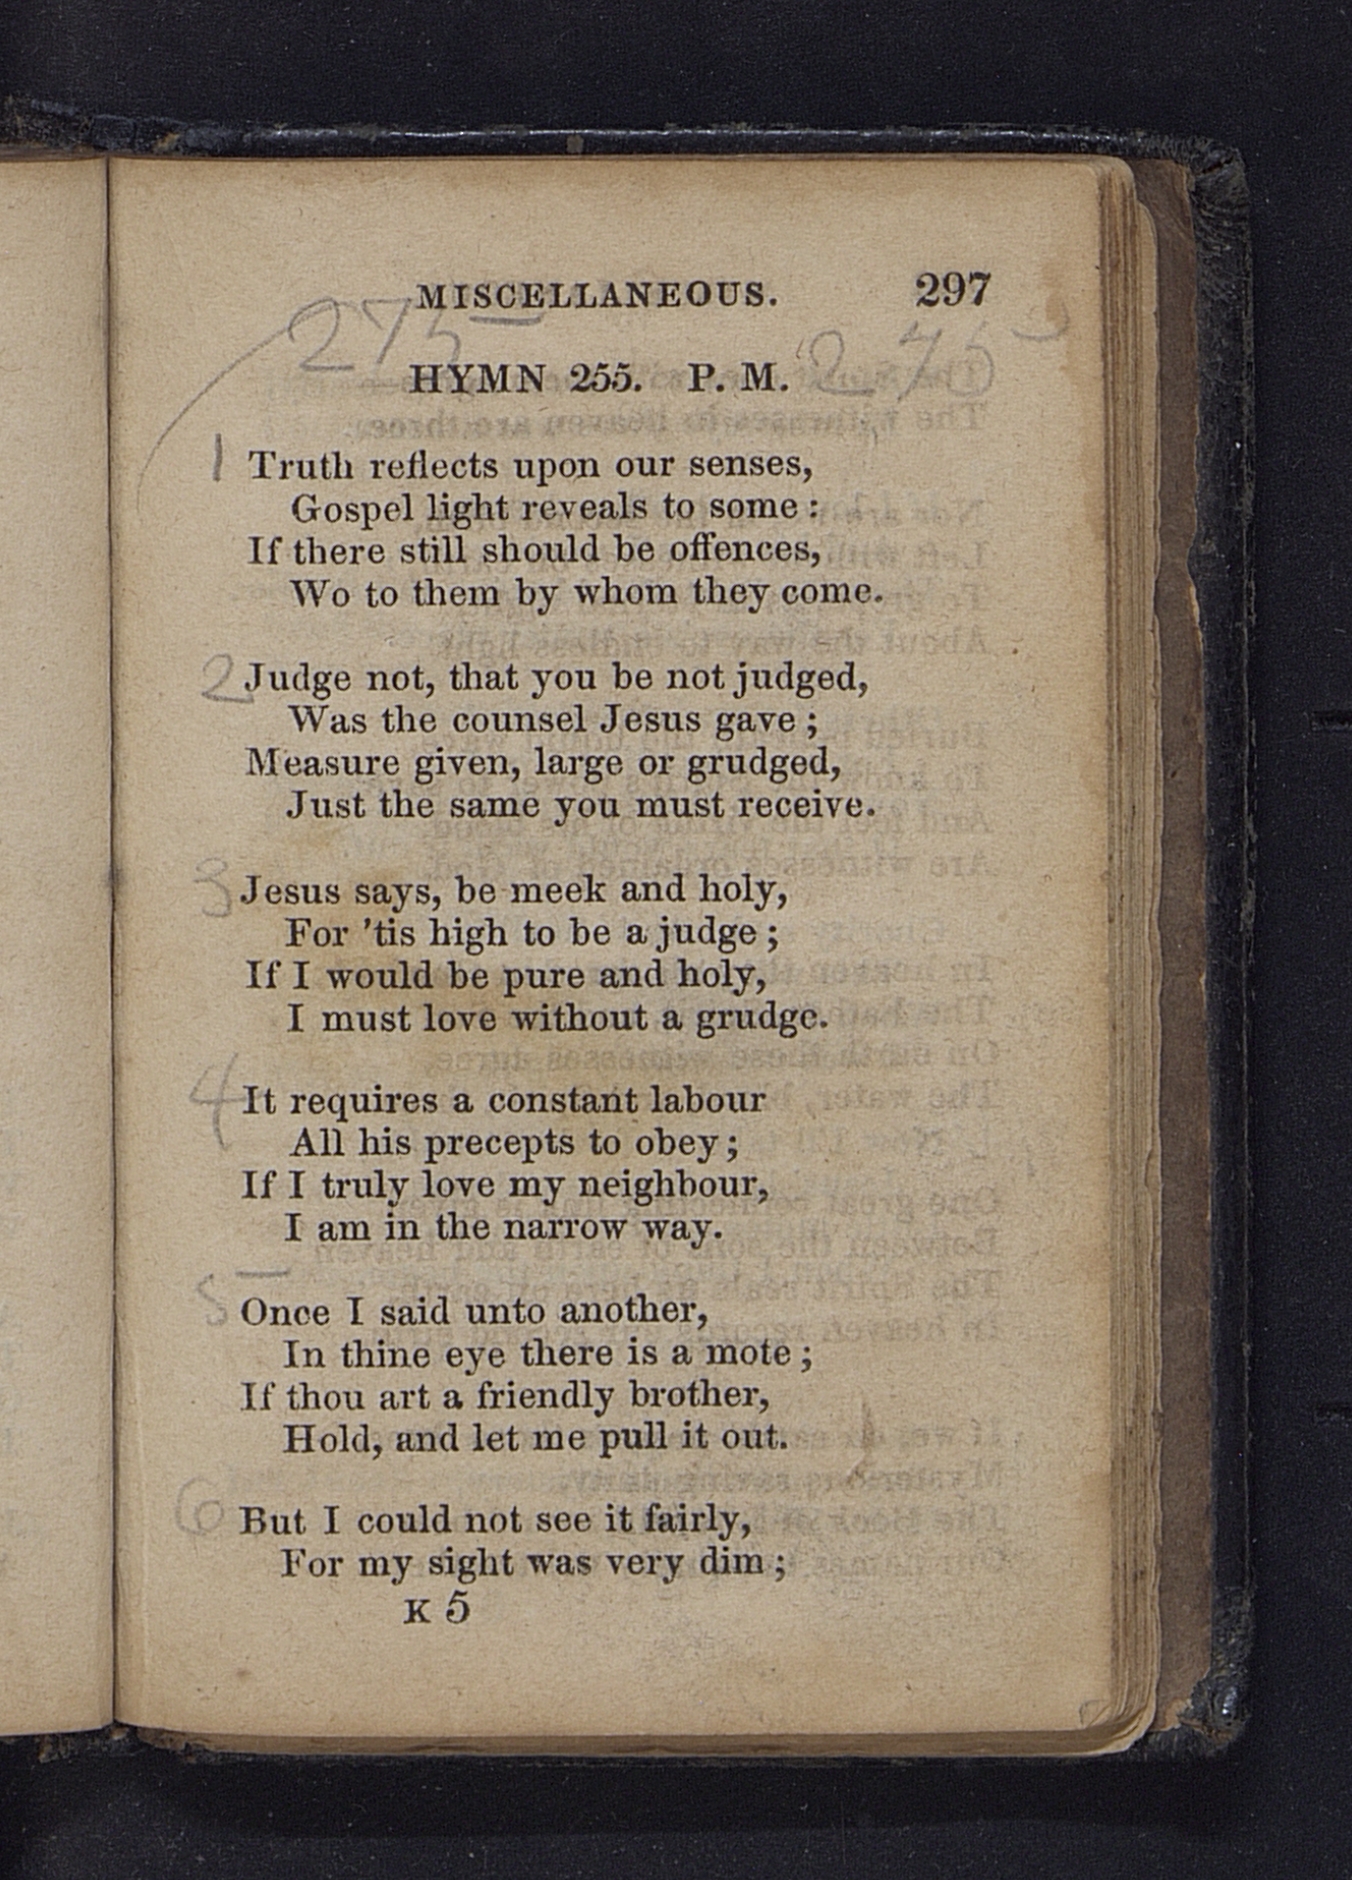 MISCELLANEOUS. 297
275 275
HYMN 255. P. M.
1 Truth reflects upon our senses,
Gospel light reveals to some :
If there still should be offences,
Wo to them by whom they come.
2 Judge not, that you be not judged,
Was the counsel Jesus gave ;
Measure given, large or grudged,
Just the same you must receive.
3 Jesus says, be meek and holy,
For 'tis high to be a judge ;
If I would be pure and holy,
I must love without a grudge.
4 It requires a constant labour
All his precepts to obey ;
If I truly love my neighbour,
I am in the narrow way.
5 Once I said unto another,
In thine eye there is a mote ;
If thou art a friendly brother,
Hold, and let me pull it out.
6 But I could not see it fairly,
For my sight was very dim ;
K 5